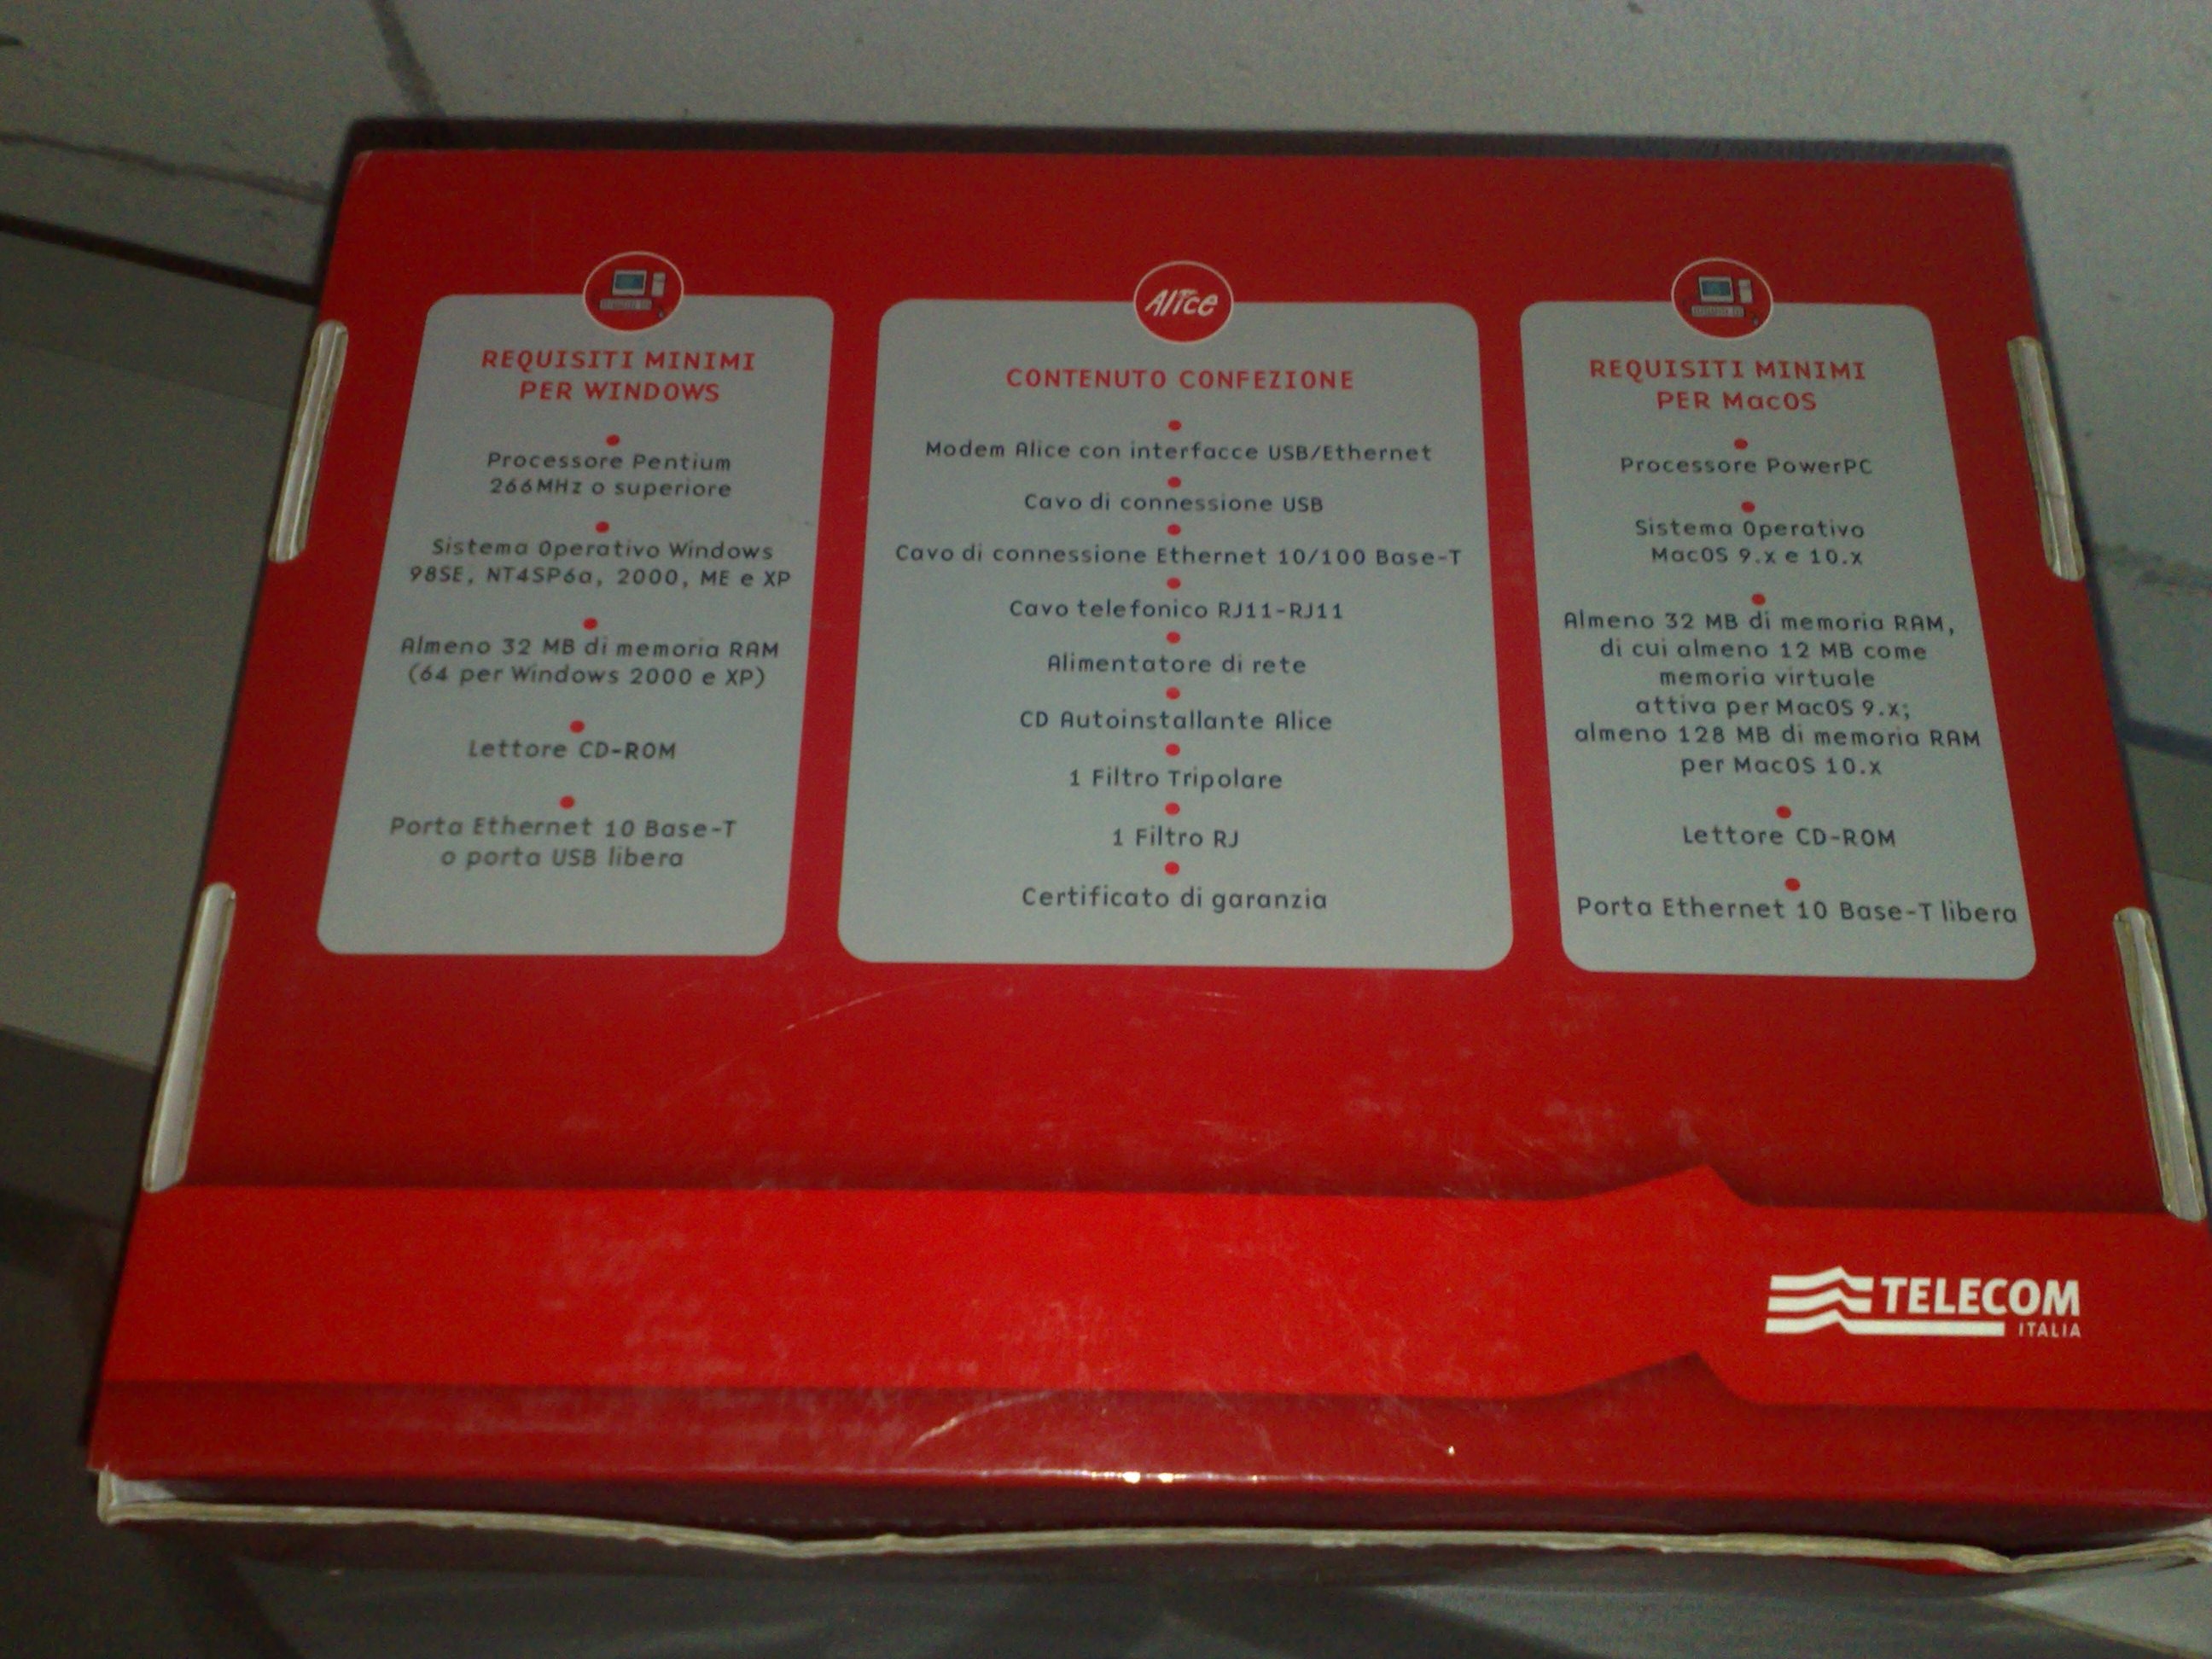 REQUISITI MINIMI
PER WINDOWS
Processore Pentium
266MHz o superiore
Sistema Operativo Windows
98SE, NT4SP6a, 2000, ME e XP
Almeno 32 MB di memoria RAM
(64 per Windows 2000 e XP)
Lettore CD-ROM
Porta Ethernet 10 Base-T
o porta USB libera
Alice
CONTENUTO CONFEZIONE
Modem Alice con interfacce USB/Ethernet
Cavo di connessione USB
Cavo di connessione Ethernet 10/100 Base-T
Cavo telefonico RJ11-RJ11
Alimentatore di rete
CD Autoinstallante Alice
1 Filtro Tripolare
1 Filtro RJ
Certificato di garanzia
REQUISITI MINIMI
PER MacOS
Processore PowerPC
Sistema Operativo
MacOS 9.x e 10.x
Almeno 32 MB di memoria RAM,
di cui almeno 12 MB come
memoria virtuale
attiva per MacOS 9.x;
almeno 128 MB di memoria RAM
per MacOS 10.x
Lettore CD-ROM
Porta Ethernet 10 Base-T libera
TELECOM
ITALIA